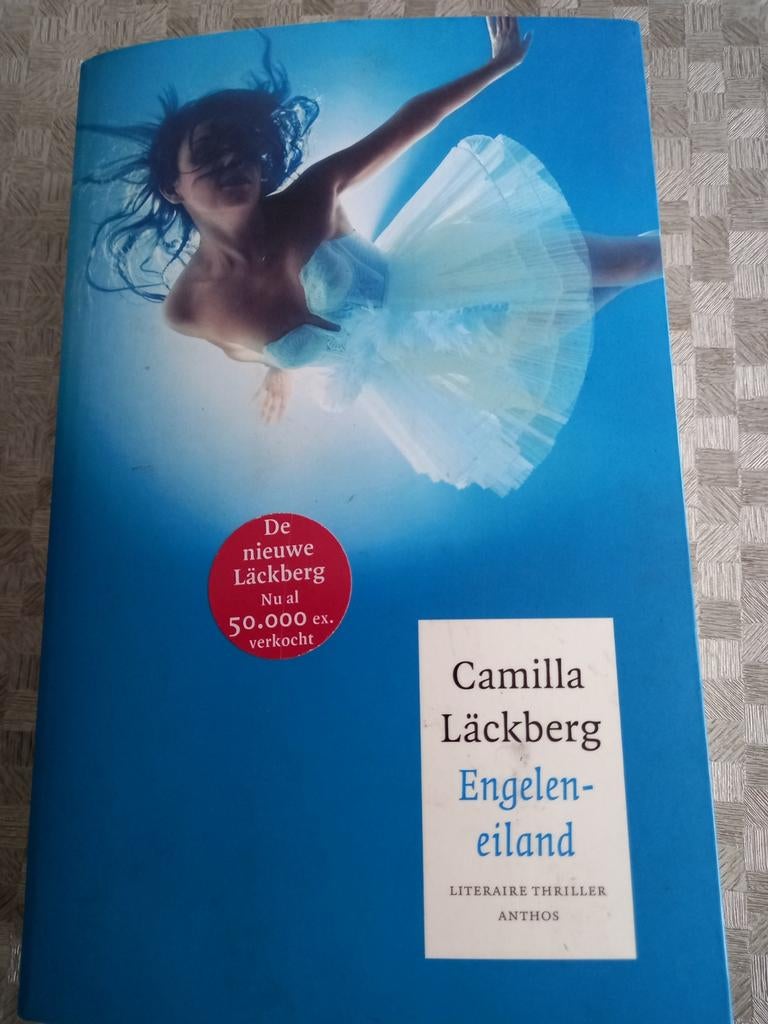 De
nieuwe
Läckberg
Nu al
50.000 ex.
verkocht
Camilla
Läckberg
Engelen-
eiland
LITERAIRE THRILLER
ANTHOS